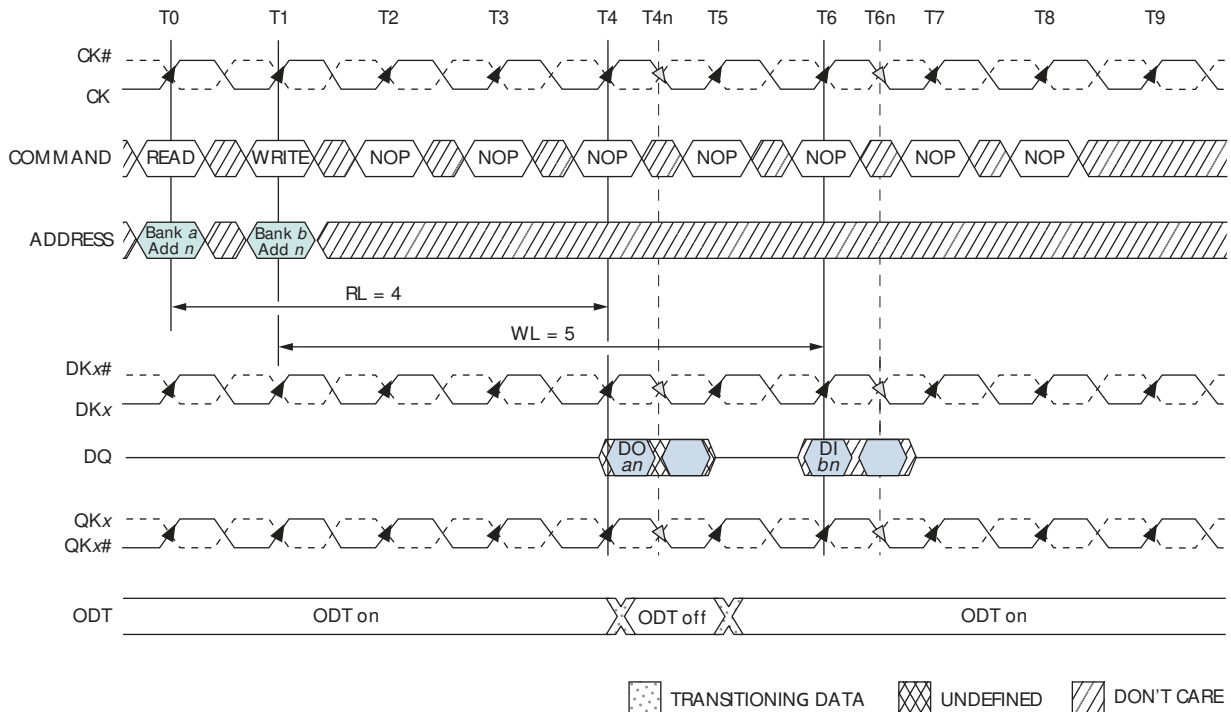 T0 T1 T2 T3 T4 T4n T5 T6 T6n T7 T8 T9
CK#
CK
COMMAND READ WRITE NOP NOP NOP NOP NOP NOP NOP
ADDRESS Bank a Add n Bank b Add n
RL = 4
WL = 5
DKx#
DKx
DQ DO an DI bn
QKx
QKx#
ODT ODT on ODT off ODT on
TRANSITIONING DATA UNDEFINED DON'T CARE